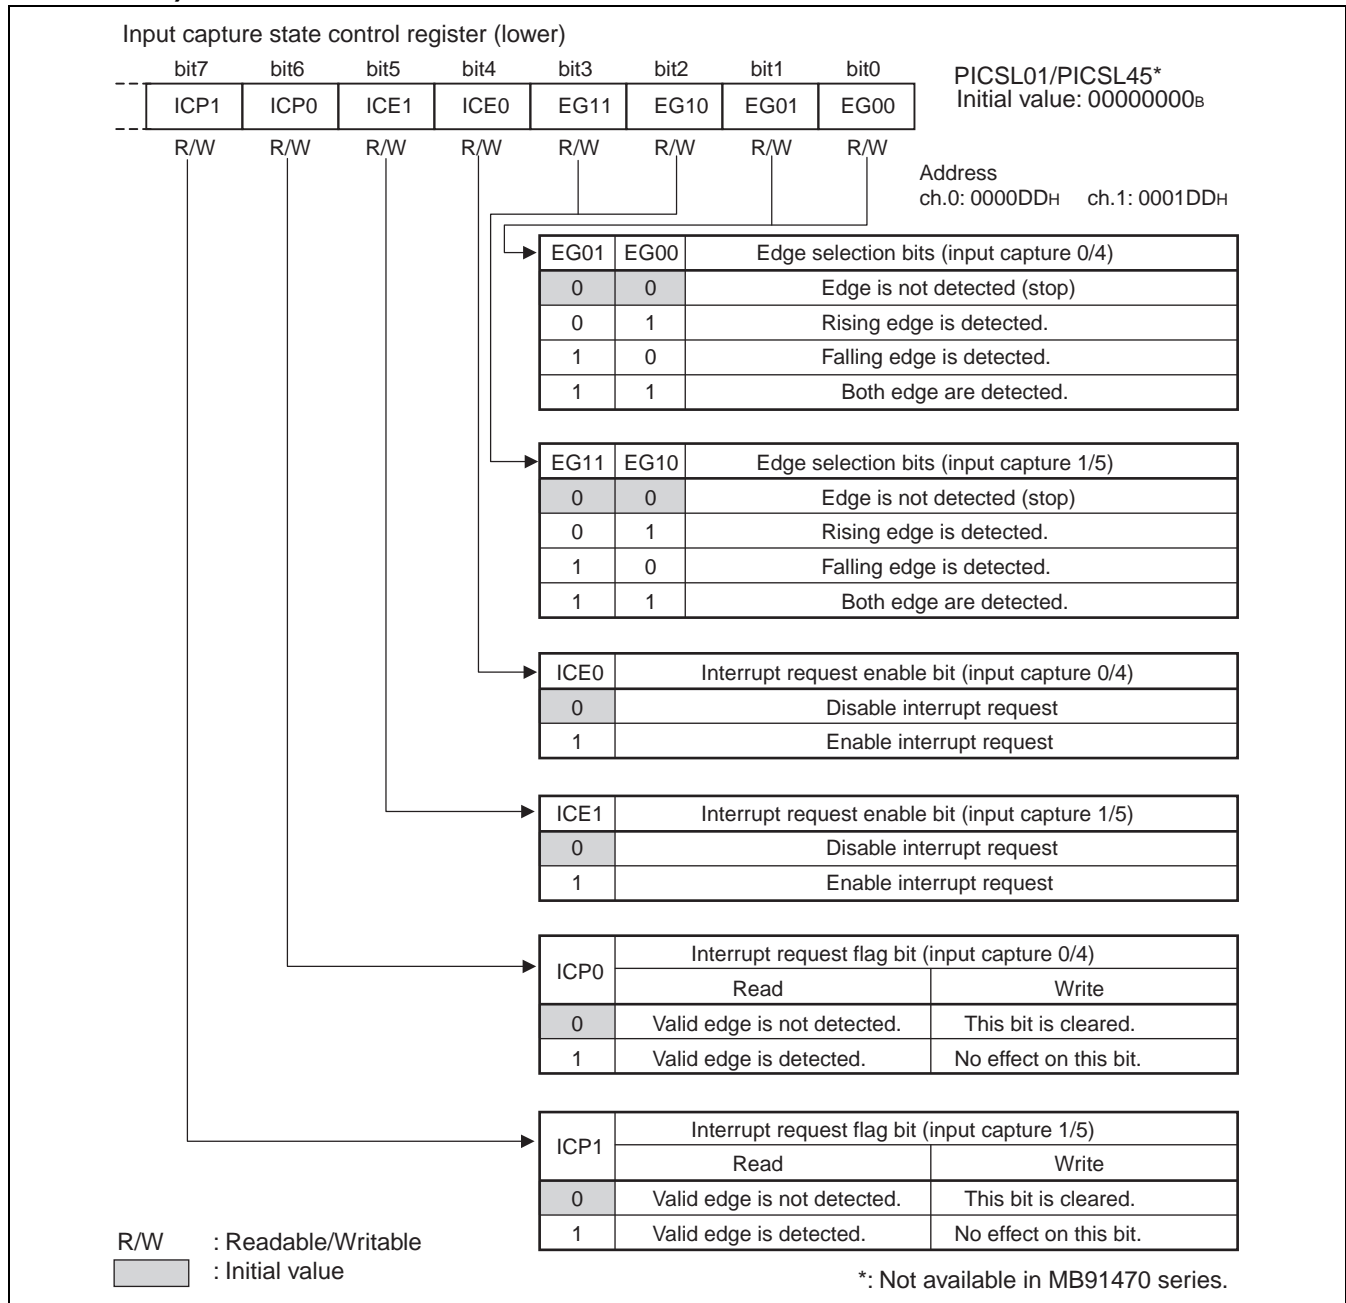 Input capture state control register (lower)
bit7 bit6 bit5 bit4 bit3 bit2 bit1 bit0
PICSL01/PICSL45*
ICP1 ICP0 ICE1 ICE0 EG11 EG10 EG01 EG00
Initial value: 00000000B
R/W R/W R/W R/W R/W R/W R/W R/W
Address
ch.0: 0000DDH ch.1: 0001DDH
EG01 EG00 Edge selection bits (input capture 0/4)
0 0 Edge is not detected (stop)
0 1 Rising edge is detected.
1 0 Falling edge is detected.
1 1 Both edge are detected.
EG11 EG10 Edge selection bits (input capture 1/5)
0 0 Edge is not detected (stop)
0 1 Rising edge is detected.
1 0 Falling edge is detected.
1 1 Both edge are detected.
ICE0 Interrupt request enable bit (input capture 0/4)
0 Disable interrupt request
1 Enable interrupt request
ICE1 Interrupt request enable bit (input capture 1/5)
0 Disable interrupt request
1 Enable interrupt request
ICP0 Interrupt request flag bit (input capture 0/4)
Read Write
0 Valid edge is not detected. This bit is cleared.
1 Valid edge is detected. No effect on this bit.
ICP1 Interrupt request flag bit (input capture 1/5)
Read Write
0 Valid edge is not detected. This bit is cleared.
1 Valid edge is detected. No effect on this bit.
R/W : Readable/Writable
: Initial value
*: Not available in MB91470 series.